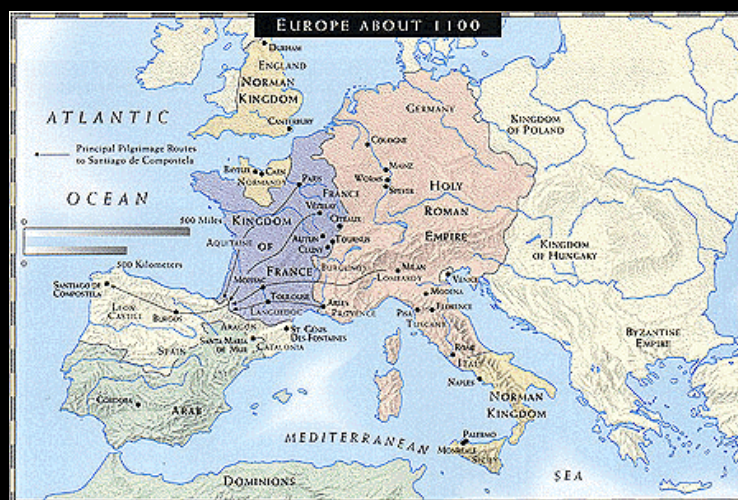 EUROPE ABOUT 1100
DURHAM
ENGLAND
NORMAN
KINGDOM
CANTERBURY
ATLANTIC
OCEAN
Principal Pilgrimage Routes
to Santiago de Compostela
500 Miles
500 Kilometers
GERMANY
COLOGNE
MAINZ
WORMS
SPEYER
HOLY
ROMAN
EMPIRE
KINGDOM
OF POLAND
KINGDOM
OF HUNGARY
BYZANTINE
EMPIRE
BAYEUX
CAEN
NORMANDY
PARIS
FRANCE
VÉZELAY
CITEAUX
AUTUN
TOURNUS
CLUNY
KINGDOM
OF
FRANCE
AQUITAINE
BURGUNDY
MOISSAC
TOULOUSE
LANGUEDOC
ARLES
PROVENCE
MILAN
LOMBARDY
VENICE
MODENA
PISA
FLORENCE
TUSCANY
ROME
ITALY
NAPLES
NORMAN
KINGDOM
PALERMO
MONREALE
SICILY
SANTIAGO DE
COMPOSTELA
LEON
CASTILE
BURGOS
SPAIN
ARAGON
SANTA MARIA
DE MUR
CATALONIA
ST. GÉNIS
DES FONTAINES
CORDOBA
ARAB
DOMINIONS
MEDITERRANEAN
SEA